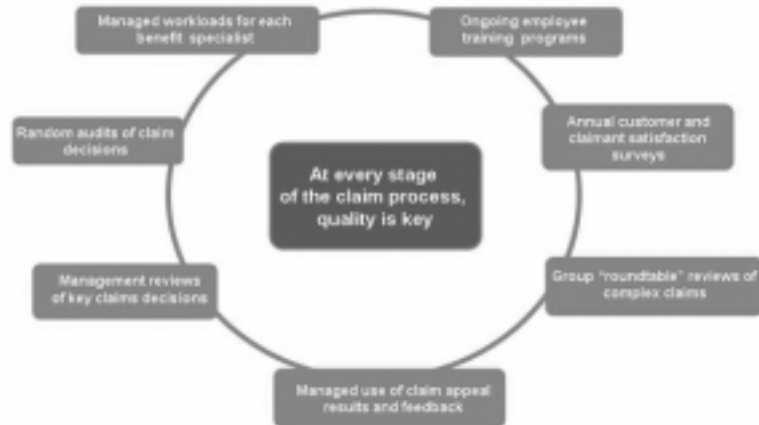 Managed workloads for each
benefit specialist
Ongoing employee
training programs
Random audits of claim
decisions
Annual customer and
claimant satisfaction
surveys
At every stage
of the claim process,
quality is key
Management reviews
of key claims decisions
Group "roundtable" reviews of
complex claims
Managed use of claim appeal
results and feedback